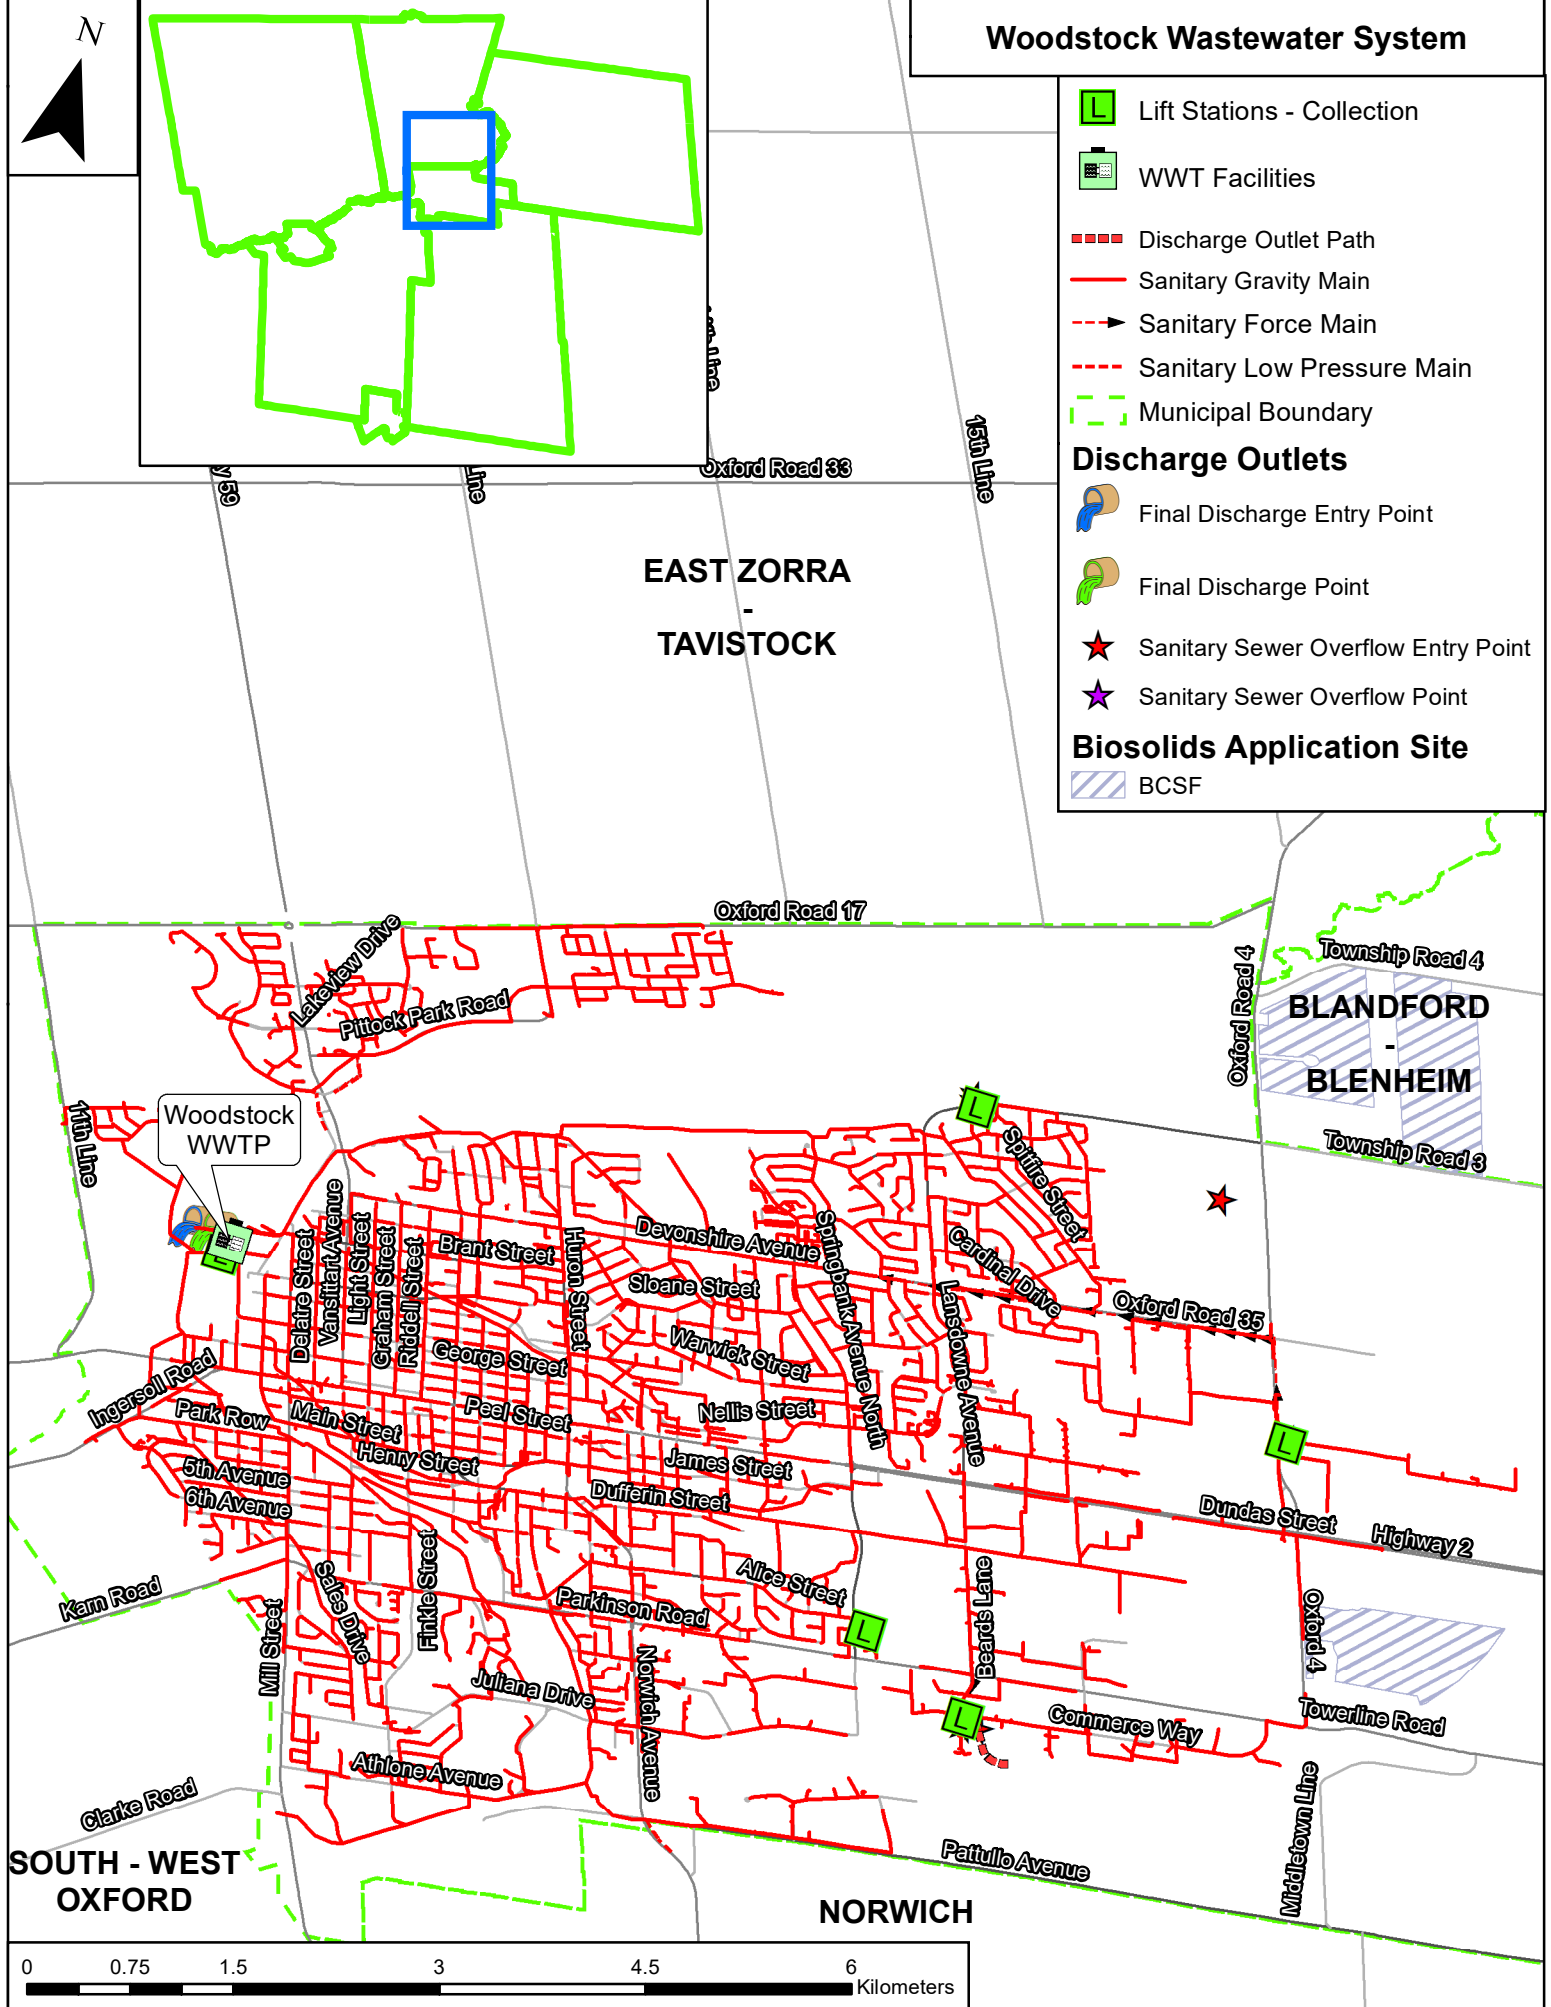 N
Woodstock Wastewater System
L
Lift Stations - Collection
WWT Facilities
Discharge Outlet Path
Sanitary Gravity Main
Sanitary Force Main
Sanitary Low Pressure Main
Municipal Boundary
Discharge Outlets
Final Discharge Entry Point
Final Discharge Point
Sanitary Sewer Overflow Entry Point
Sanitary Sewer Overflow Point
Biosolids Application Site
BCSF
Line
15th Line
Oxford Road 33
59
Line
EAST ZORRA
-
TAVISTOCK
Oxford Road 17
Lakeview Drive
Pittock Park Road
Oxford Road 4
Township Road 4
BLANDFORD
-
BLENHEIM
Township Road 3
11th Line
Woodstock
WWTP
L
L
Spitfire Street
Delatre Street
Vansittart Avenue
Light Street
Graham Street
Riddell Street
Brant Street
Huron Street
Devonshire Avenue
Sloane Street
Springbank Avenue North
Cardinal Drive
Lansdowne Avenue
Oxford Road 35
George Street
Warwick Street
Ingersoll Road
Park Row
Main Street
Peel Street
Nellis Street
Henry Street
James Street
L
5th Avenue
6th Avenue
Dufferin Street
Dundas Street
Highway 2
Karn Road
Mill Street
Sales Drive
Finkle Street
Alice Street
Parkinson Road
L
Beards Lane
Oxford 4
Juliana Drive
Norwich Avenue
L
Commerce Way
Towerline Road
Athlone Avenue
Clarke Road
Middletown Line
Pattullo Avenue
SOUTH - WEST
OXFORD
NORWICH
0 0.75 1.5 3 4.5 6
Kilometers